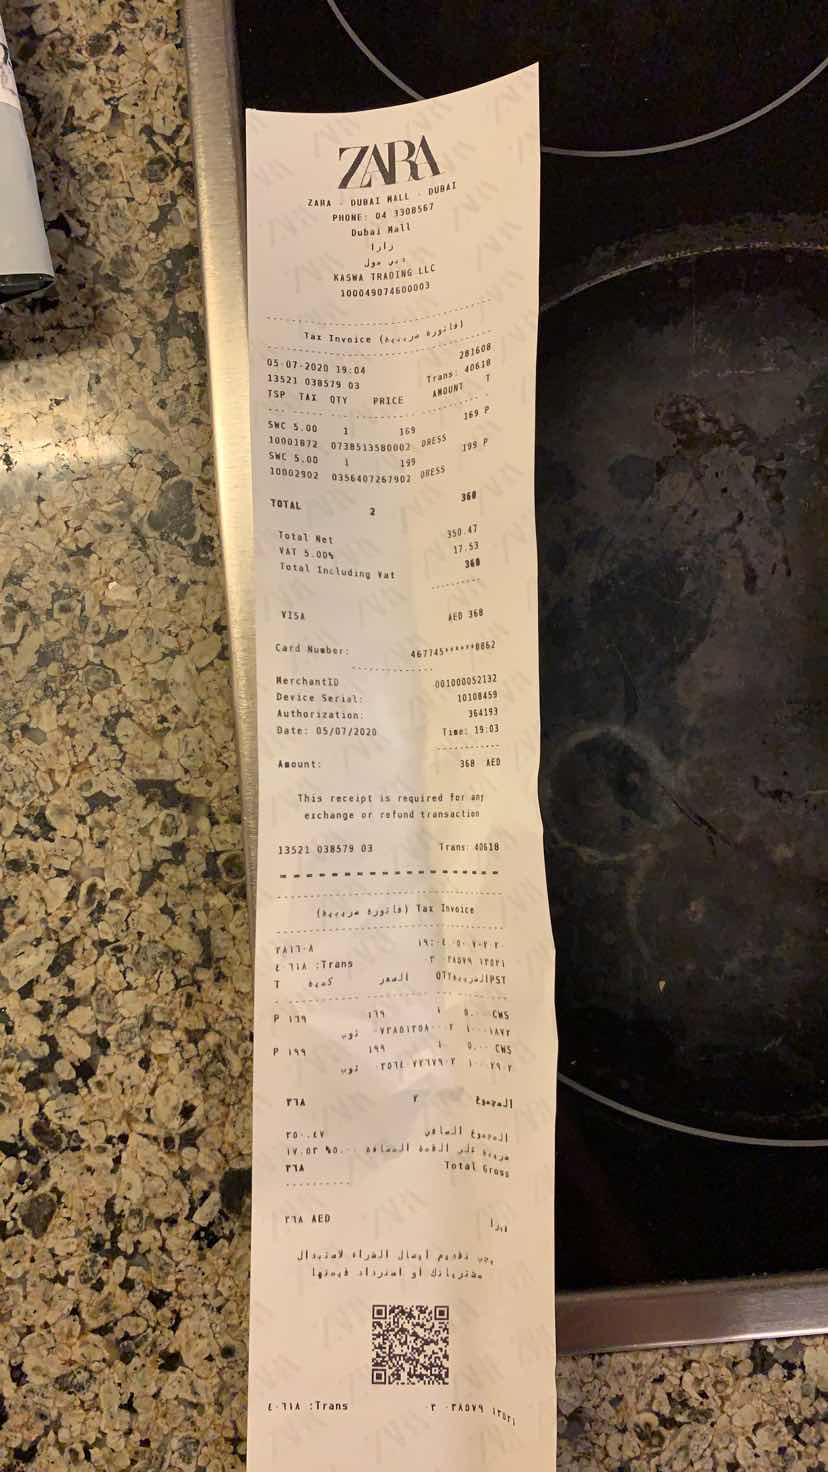 ZARA
ZARA - DUBAI MALL - DUBAI
PHONE: 04 3308567
Dubai Mall
زارا
دبي مول
KASWA TRADING LLC
100049074600003
Tax Invoice (فاتورة ضريبية)
281608
05-07-2020 19:04
13521 038579 03 Trans: 40618
TSP TAX QTY PRICE AMOUNT T
SWC 5.00 1 169 169 P
10001872 0738513580002 DRESS
SWC 5.00 1 199 199 P
10002902 0356407267902 DRESS
TOTAL 2 368
Total Net 350.47
VAT 5.00% 17.53
Total Including Vat 368
VISA AED 368
Card Number: 467745******0862
MerchantID 001000052132
Device Serial: 10108459
Authorization: 364193
Date: 05/07/2020 Time: 19:03
Amount: 368 AED
This receipt is required for any
exchange or refund transaction
13521 038579 03 Trans: 40618
(فاتورة ضريبية) Tax Invoice
٢٨١٦٠٨
٤٠٦١٨ :Trans ١٣٥٢١ ٠٣٨٥٧٩ ٠٣
T كمية السعر QTYالضريبةPST
P ١٦٩ ١٦٩ ١ ٥.٠٠ CWS
١٠٠٠١٨٧٢ ٠٧٣٨٥١٣٥٨٠٠٠٢ ثوب
P ١٩٩ ١٩٩ ١ ٥.٠٠ CWS
١٠٠٠٢٩٠٢ ٠٣٥٦٤٠٧٢٦٧٩٠٢ ثوب
المجموع ٢ ٣٦٨
المجموع الصافي ٣٥٠.٤٧
ضريبة على القيمة المضافة ٥.٠٠% ١٧.٥٣
٣٦٨ Total Gross
٣٦٨ AED فيزا
يجب تقديم ايصال الشراء لاستبدال
مشترياتك أو استرداد قيمتها
٤٠٦١٨ :Trans ١٣٥٢١ ٠٣٨٥٧٩ ٠٣